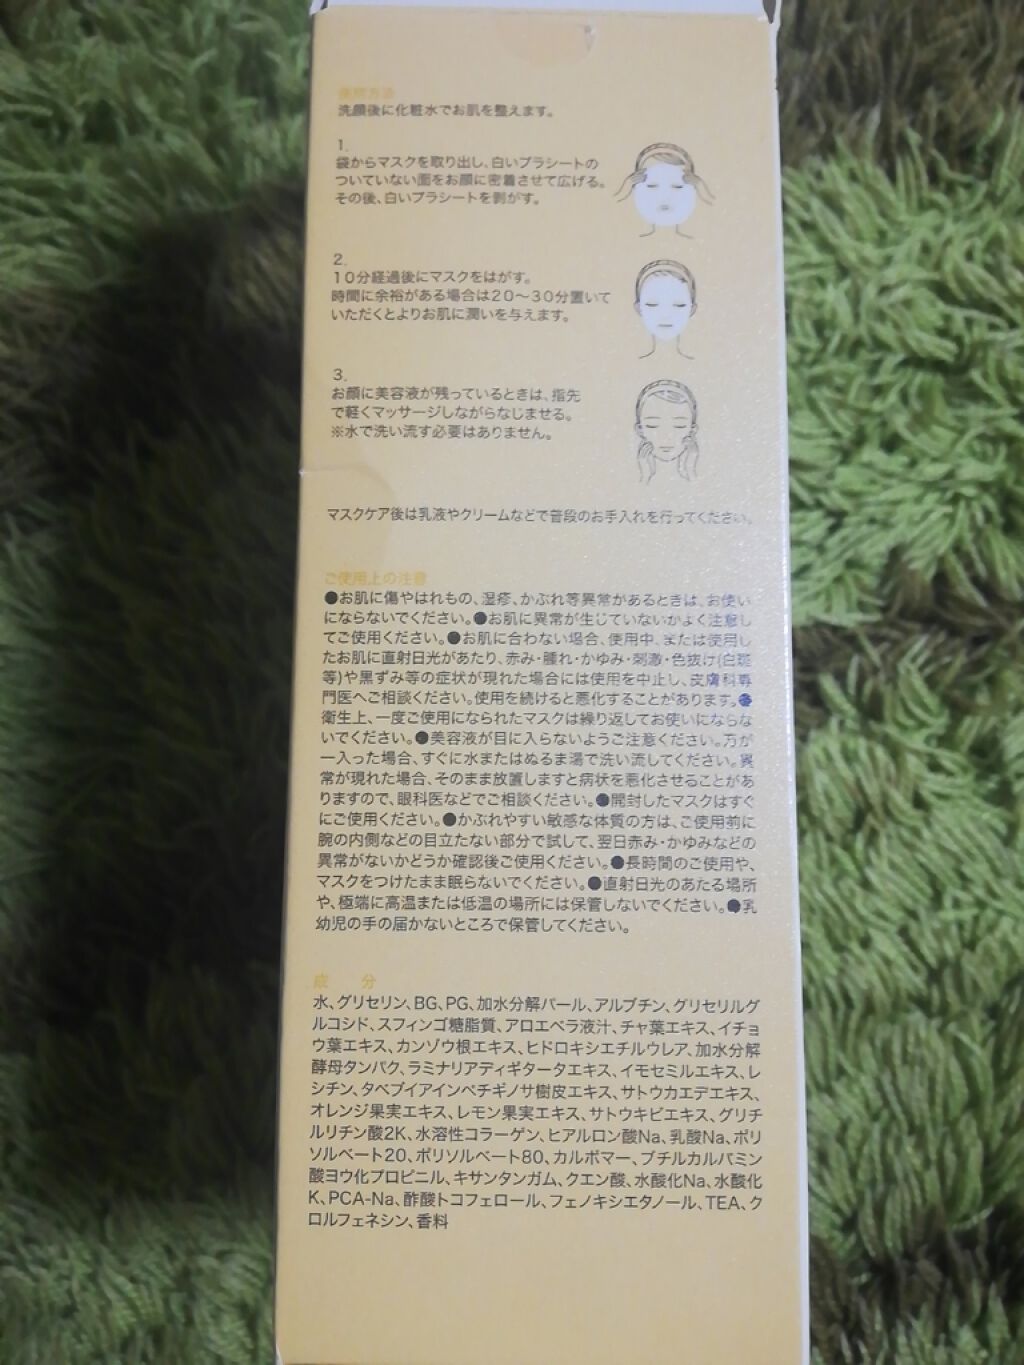 使用方法
洗顔後に化粧水でお肌を整えます。
1.
袋からマスクを取り出し、白いプラシートの
ついていない面をお顔に密着させて広げる。
その後、白いプラシートを剥がす。
2.
10分経過後にマスクをはがす。
時間に余裕がある場合は20～30分置いて
いただくとよりお肌に潤いを与えます。
3.
お顔に美容液が残っているときは、指先
で軽くマッサージしながらなじませる。
※水で洗い流す必要はありません。
マスクケア後は乳液やクリームなどで普段のお手入れを行ってください。
ご使用上の注意
●お肌に傷やはれもの、湿疹、かぶれ等異常があるときは、お使い
にならないでください。●お肌に異常が生じていないかよく注意し
てご使用ください。●お肌に合わない場合、使用中、または使用し
たお肌に直射日光があたり、赤み・腫れ・かゆみ・刺激・色抜け(白斑
等)や黒ずみ等の症状が現れた場合には使用を中止し、皮膚科専
門医へご相談ください。使用を続けると悪化することがあります。●
衛生上、一度ご使用になられたマスクは繰り返してお使いにならな
いでください。●美容液が目に入らないようご注意ください。万が
一入った場合、すぐに水またはぬるま湯で洗い流してください。異
常が現れた場合、そのまま放置しますと病状を悪化させることがあ
りますので、眼科医などでご相談ください。●開封したマスクはすぐ
にご使用ください。●かぶれやすい敏感な体質の方は、ご使用前に
腕の内側などの目立たない部分で試して、翌日赤み・かゆみなどの
異常がないかどうか確認後ご使用ください。●長時間のご使用や、
マスクをつけたまま眠らないでください。●直射日光のあたる場所
や、極端に高温または低温の場所には保管しないでください。●乳
幼児の手の届かないところで保管してください。
成 分
水、グリセリン、BG、PG、加水分解パール、アルブチン、グリセリルグ
ルコシド、スフィンゴ糖脂質、アロエベラ液汁、チャ葉エキス、イチョ
ウ葉エキス、カンゾウ根エキス、ヒドロキシエチルウレア、加水分解
酵母タンパク、ラミナリアディギタータエキス、イモセミルエキス、レ
シチン、タベブイアインペチギノサ樹皮エキス、サトウカエデエキス、
オレンジ果実エキス、レモン果実エキス、サトウキビエキス、グリチ
ルリチン酸2K、水溶性コラーゲン、ヒアルロン酸Na、乳酸Na、ポリ
ソルベート20、ポリソルベート80、カルボマー、ブチルカルバミン
酸ヨウ化プロピニル、キサンタンガム、クエン酸、水酸化Na、水酸化
K、PCA-Na、酢酸トコフェロール、フェノキシエタノール、TEA、ク
ロルフェネシン、香料